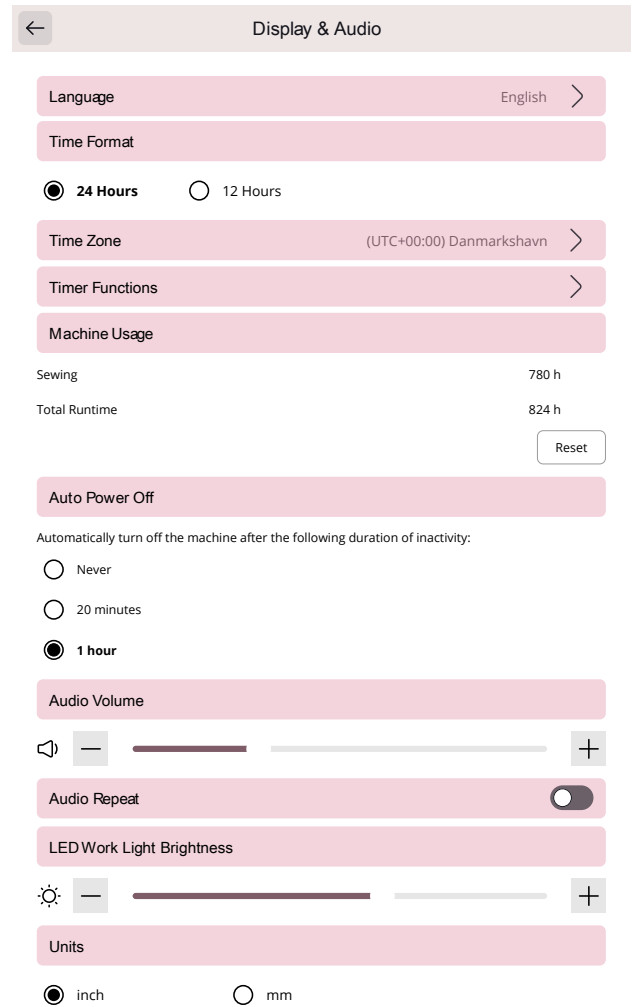 Display & Audio
Language English
Time Format
24 Hours 12 Hours
Time Zone (UTC+00:00) Danmarkshavn
Timer Functions
Machine Usage
Sewing 780 h
Total Runtime 824 h
Reset
Auto Power Off
Automatically turn off the machine after the following duration of inactivity:
Never
20 minutes
1 hour
Audio Volume
Audio Repeat
LED Work Light Brightness
Units
inch mm